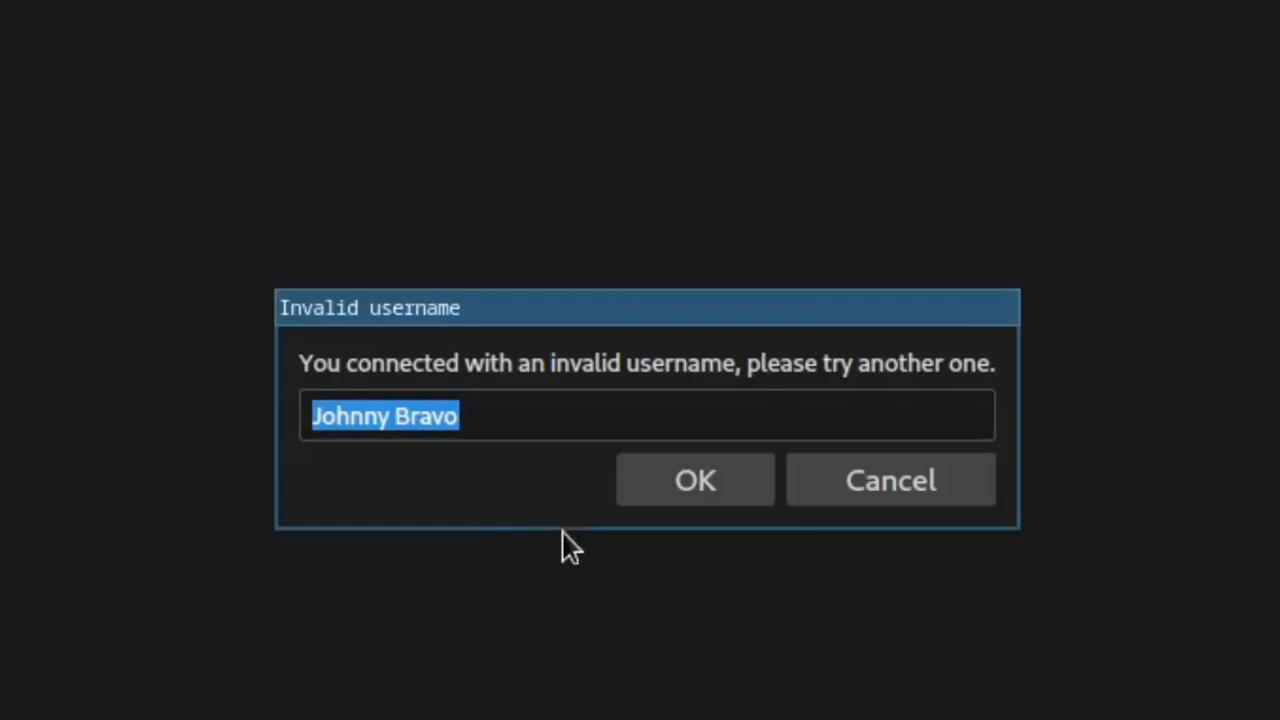 Invalid username
You connected with an invalid username, please try another one.
Johnny Bravo
OK Cancel